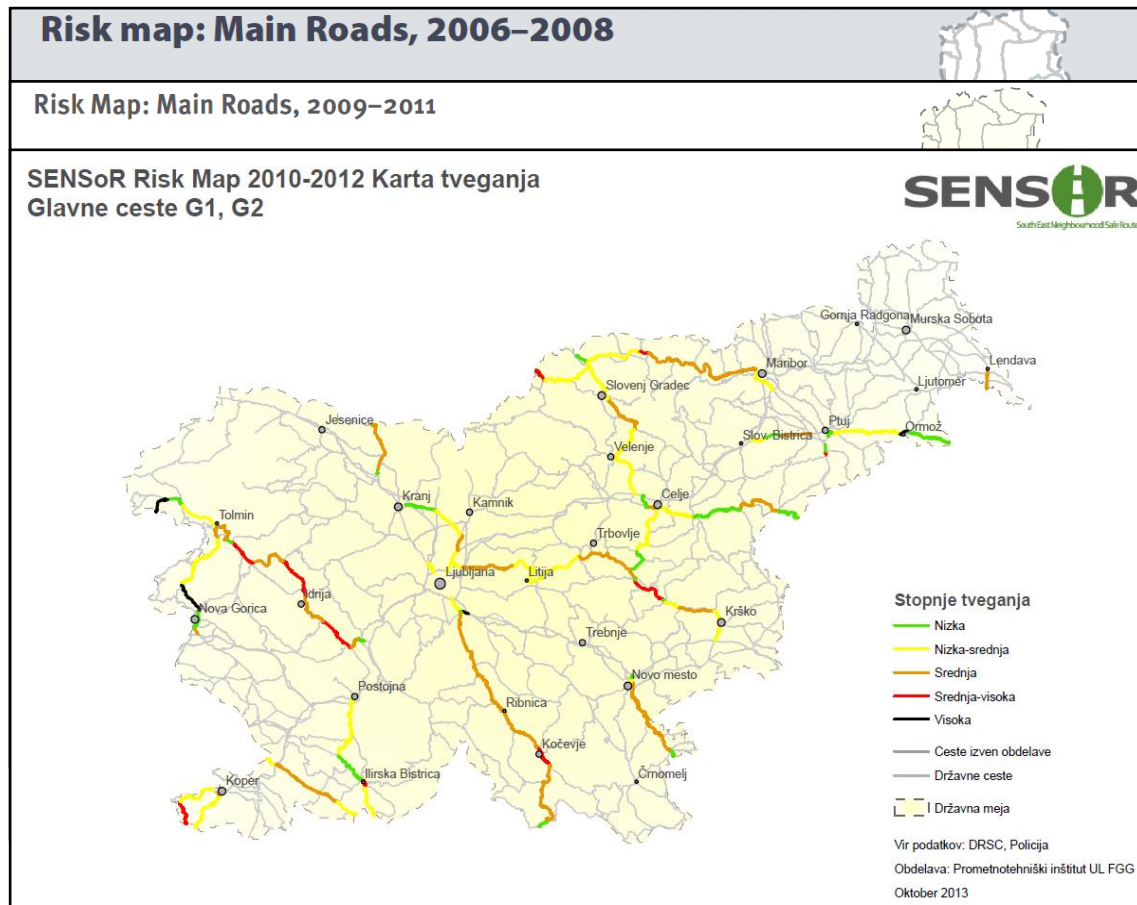 Risk map: Main Roads, 2006–2008
Risk Map: Main Roads, 2009–2011
SENSoR Risk Map 2010-2012 Karta tveganja
Glavne ceste G1, G2
SENSoR
South East Neighbourhood Safe Route
Gornja Radgona
Murska Sobota
Maribor
Lendava
Slovenj Gradec
Ljutomer
Jesenice
Ptuj
Ormož
Slov. Bistrica
Velenje
Celje
Kranj
Kamnik
Tolmin
Trbovlje
Ljubljana
Litija
Idrija
Nova Gorica
Krško
Trebnje
Novo mesto
Postojna
Ribnica
Kočevje
Ilirska Bistrica
Črnomelj
Koper
Stopnje tveganja
Nizka
Nizka-srednja
Srednja
Srednja-visoka
Visoka
Ceste izven obdelave
Državne ceste
Državna meja
Vir podatkov: DRSC, Policija
Obdelava: Prometnotehniški inštitut UL FGG
Oktober 2013